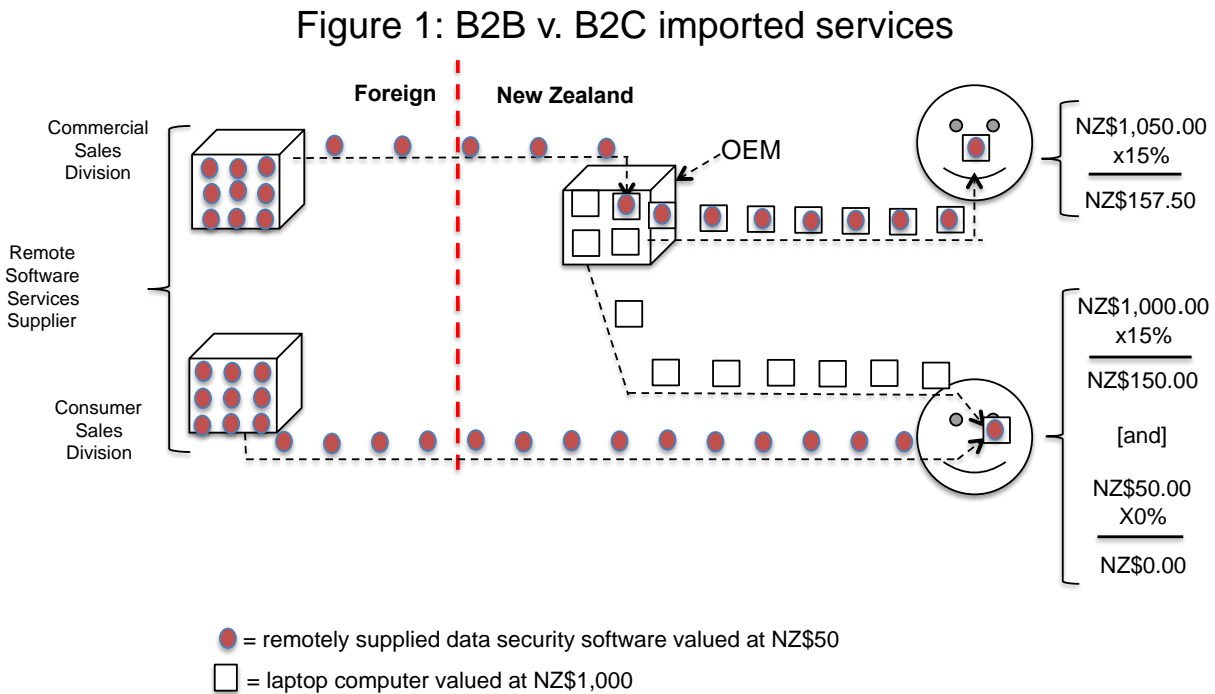 Figure 1: B2B v. B2C imported services
Foreign
New Zealand
Commercial
Sales
Division
OEM
NZ$1,050.00
x15%
NZ$157.50
Remote
Software
Services
Supplier
NZ$1,000.00
x15%
NZ$150.00
[and]
NZ$50.00
X0%
NZ$0.00
Consumer
Sales
Division
= remotely supplied data security software valued at NZ$50
= laptop computer valued at NZ$1,000